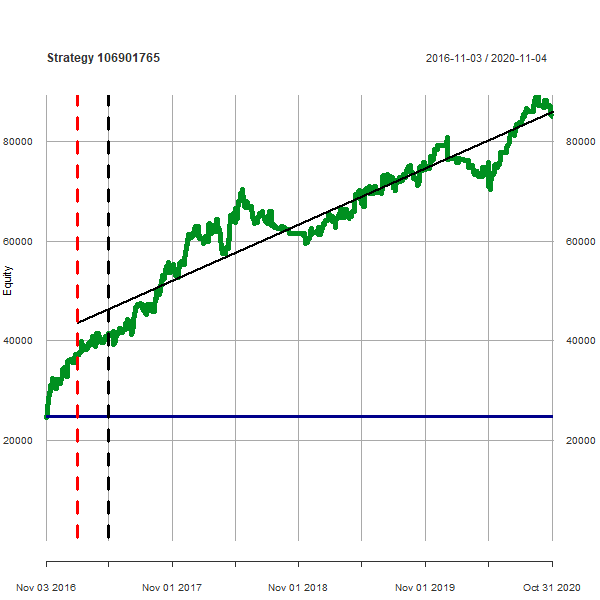 Strategy 106901765
2016-11-03 / 2020-11-04
80000
80000
60000
60000
Equity
40000
40000
20000
20000
Nov 03 2016
Nov 01 2017
Nov 01 2018
Nov 01 2019
Oct 31 2020